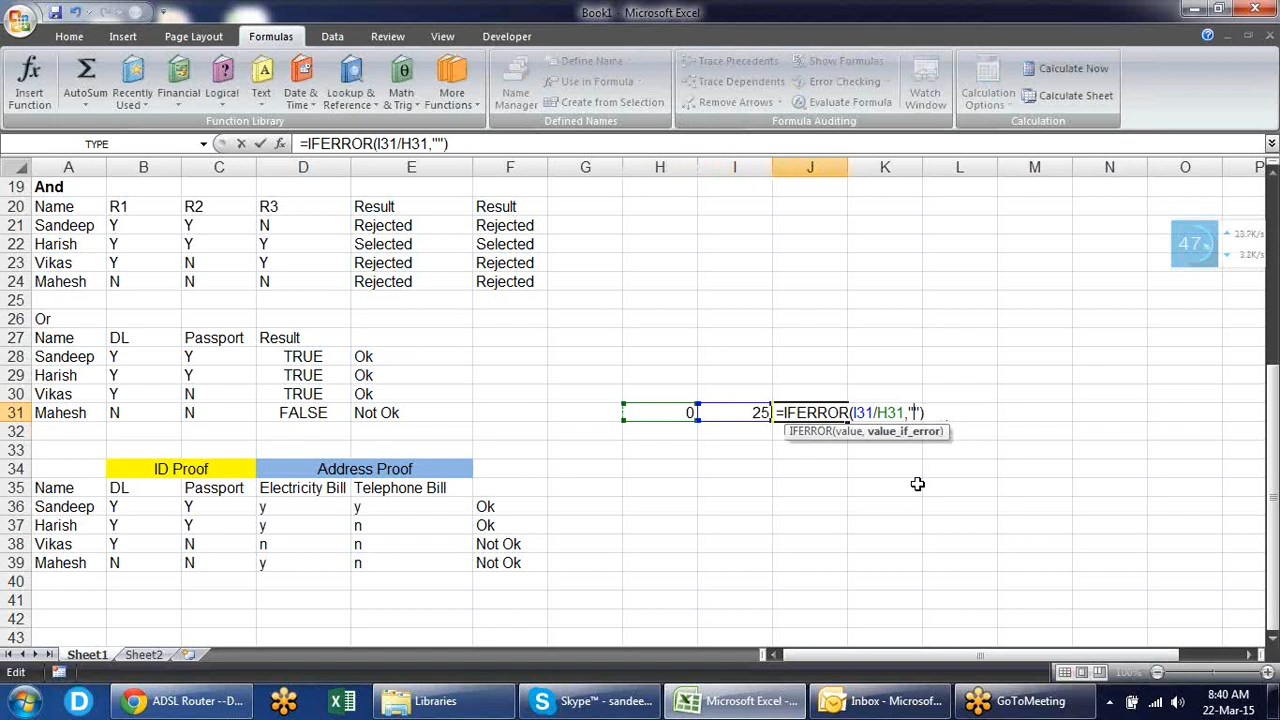 Book1 - Microsoft Excel
Home Insert Page Layout Formulas Data Review View Developer
Insert Function
AutoSum
Recently Used
Financial
Logical
Text
Date & Time
Lookup & Reference
Math & Trig
More Functions
Function Library
Name Manager
Define Name
Use in Formula
Create from Selection
Defined Names
Trace Precedents Show Formulas
Trace Dependents Error Checking
Remove Arrows Evaluate Formula
Formula Auditing
Watch Window
Calculation Options
Calculate Now
Calculate Sheet
Calculation
TYPE =IFERROR(I31/H31,"")
A B C D E F G H I J K L M N O P
19 And
20 Name R1 R2 R3 Result Result
21 Sandeep Y Y N Rejected Rejected
22 Harish Y Y Y Selected Selected
23 Vikas Y N Y Rejected Rejected
24 Mahesh N N N Rejected Rejected
25
26 Or
27 Name DL Passport Result
28 Sandeep Y Y TRUE Ok
29 Harish Y Y TRUE Ok
30 Vikas Y N TRUE Ok
31 Mahesh N N FALSE Not Ok 0 25 =IFERROR(I31/H31,"")
32 IFERROR(value, value_if_error)
33
34 ID Proof Address Proof
35 Name DL Passport Electricity Bill Telephone Bill
36 Sandeep Y Y y y Ok
37 Harish Y Y y n Ok
38 Vikas Y N n n Not Ok
39 Mahesh N N y n Not Ok
40
41
42
43
47%
Sheet1 Sheet2
Edit 100%
ADSL Router --D...
Libraries
Skype™ - sandee...
Microsoft Excel -...
Inbox - Microsof...
GoToMeeting
8:40 AM
22-Mar-15